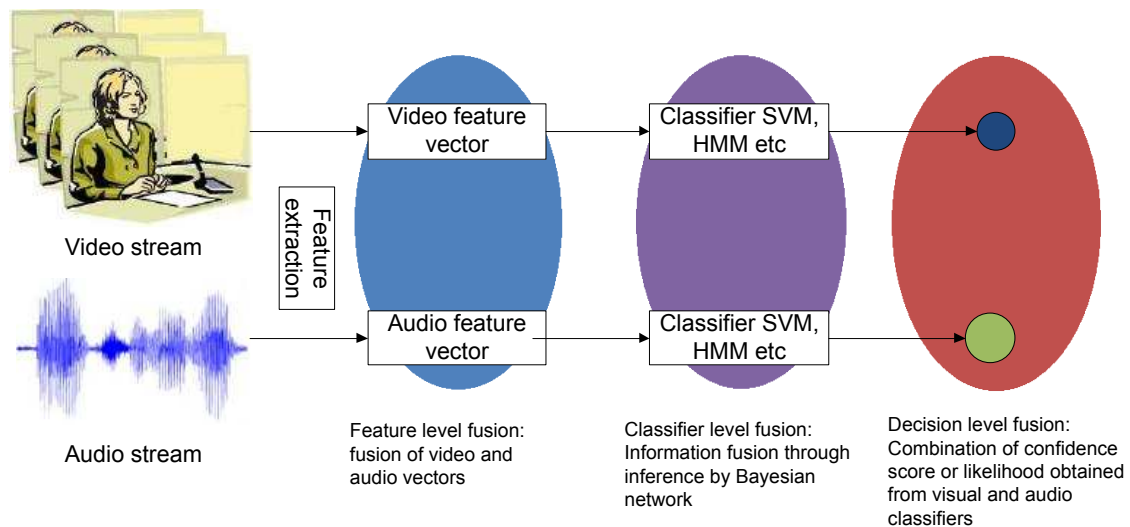 Video feature
vector
Classifier SVM,
HMM etc
Video stream
Feature
extraction
Audio feature
vector
Classifier SVM,
HMM etc
Audio stream
Feature level fusion:
fusion of video and
audio vectors
Classifier level fusion:
Information fusion through
inference by Bayesian
network
Decision level fusion:
Combination of confidence
score or likelihood obtained
from visual and audio
classifiers